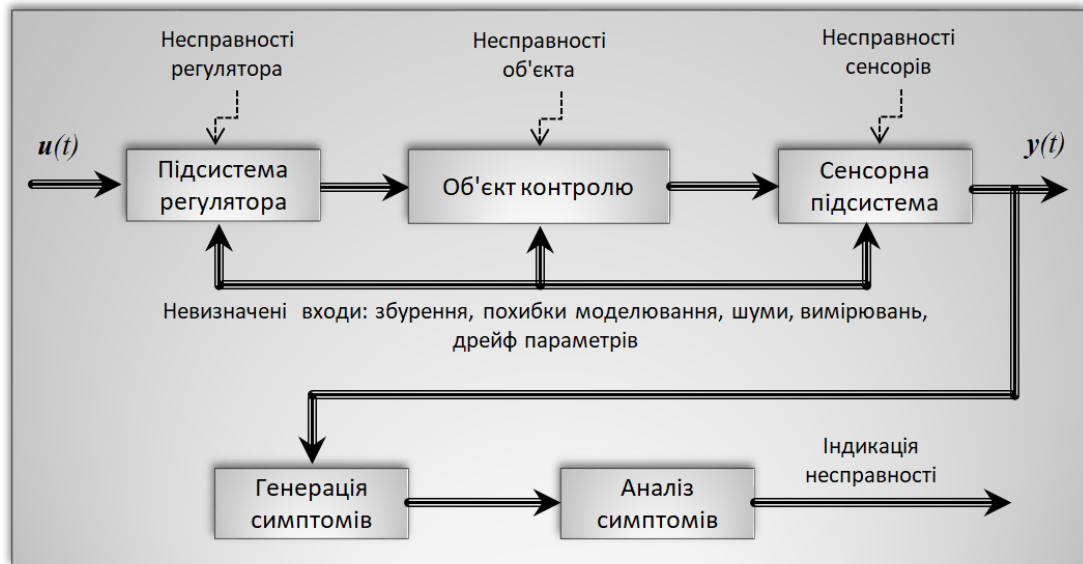 Несправності
регулятора
Несправності
об'єкта
Несправності
сенсорів
u(t)
y(t)
Підсистема
регулятора
Об'єкт контролю
Сенсорна
підсистема
Невизначені входи: збурення, похибки моделювання, шуми, вимірювань,
дрейф параметрів
Генерація
симптомів
Аналіз
симптомів
Індикація
несправності